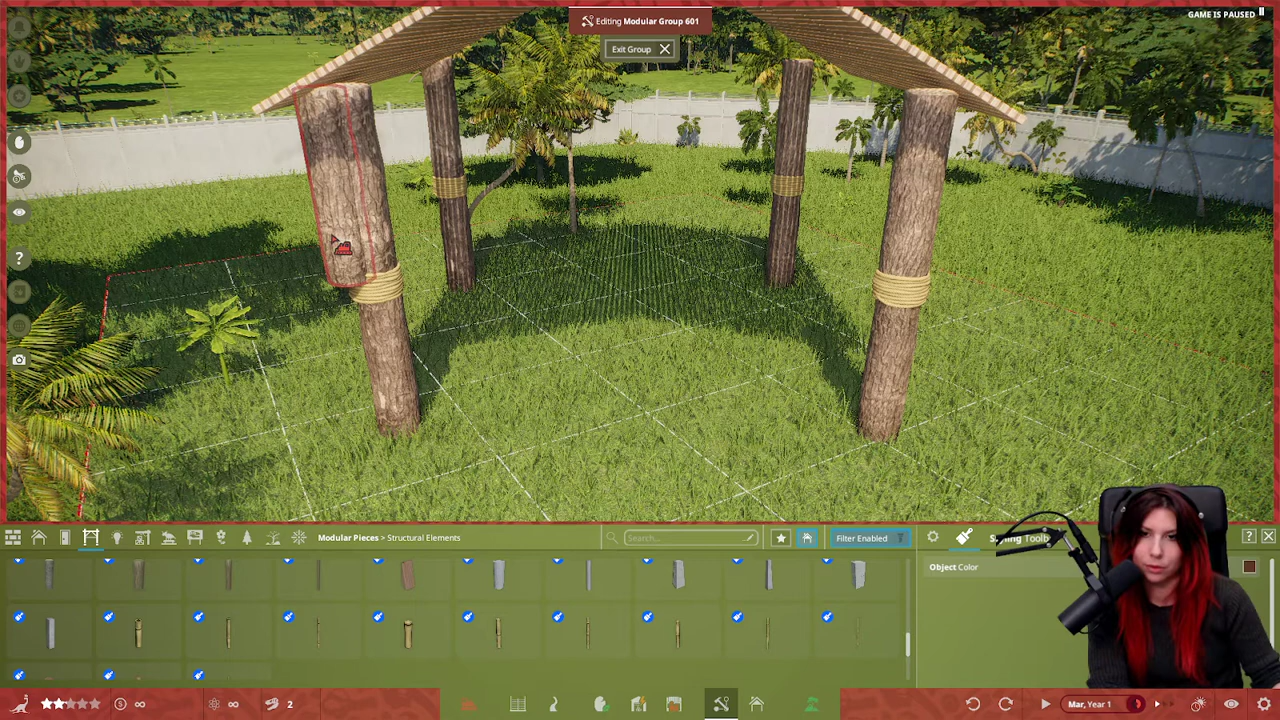 Editing Modular Group 601
GAME IS PAUSED
Exit Group
?
Modular Pieces > Structural Elements
Search...
Filter Enabled
?
Object Color
2
Mar, Year 1